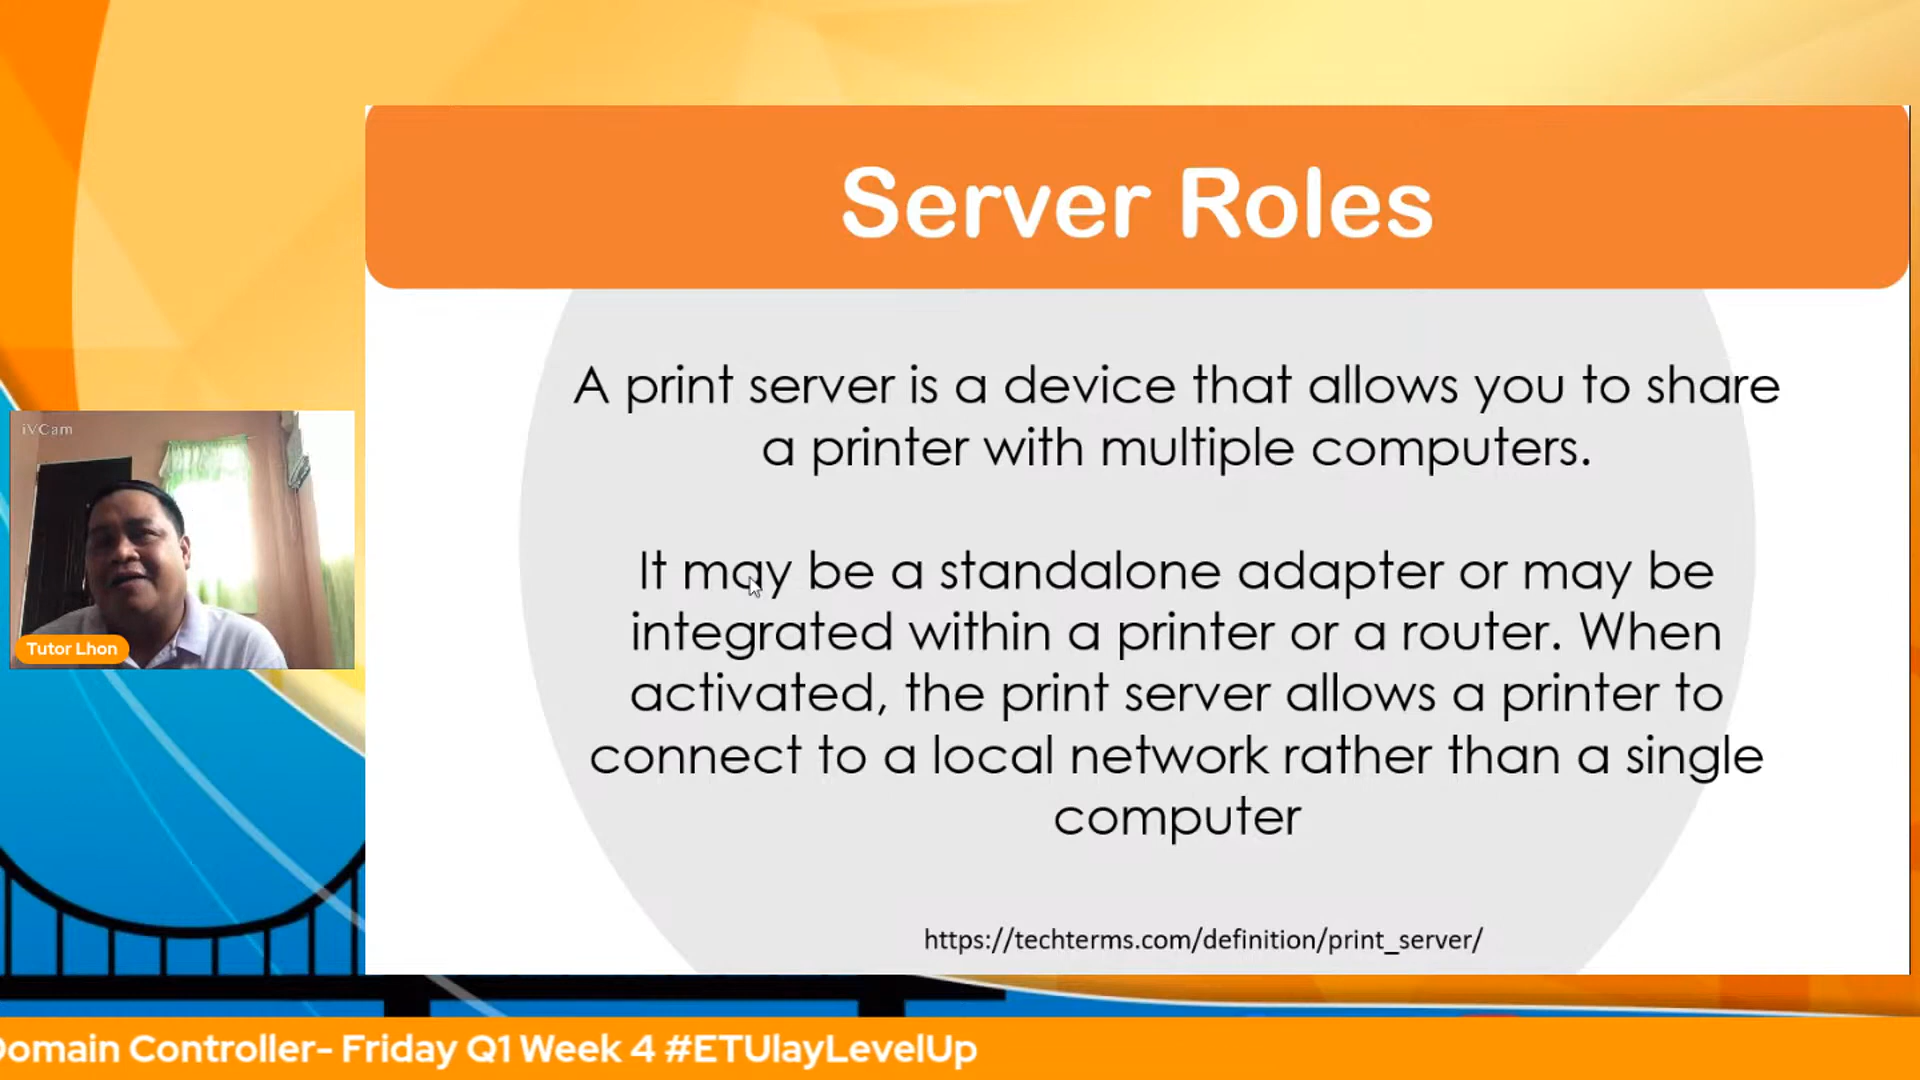 Server Roles
A print server is a device that allows you to share
a printer with multiple computers.
It may be a standalone adapter or may be
integrated within a printer or a router. When
activated, the print server allows a printer to
connect to a local network rather than a single
computer
https://techterms.com/definition/print_server/
iVCam
Tutor Lhon
Domain Controller- Friday Q1 Week 4 #ETUlayLevelUp